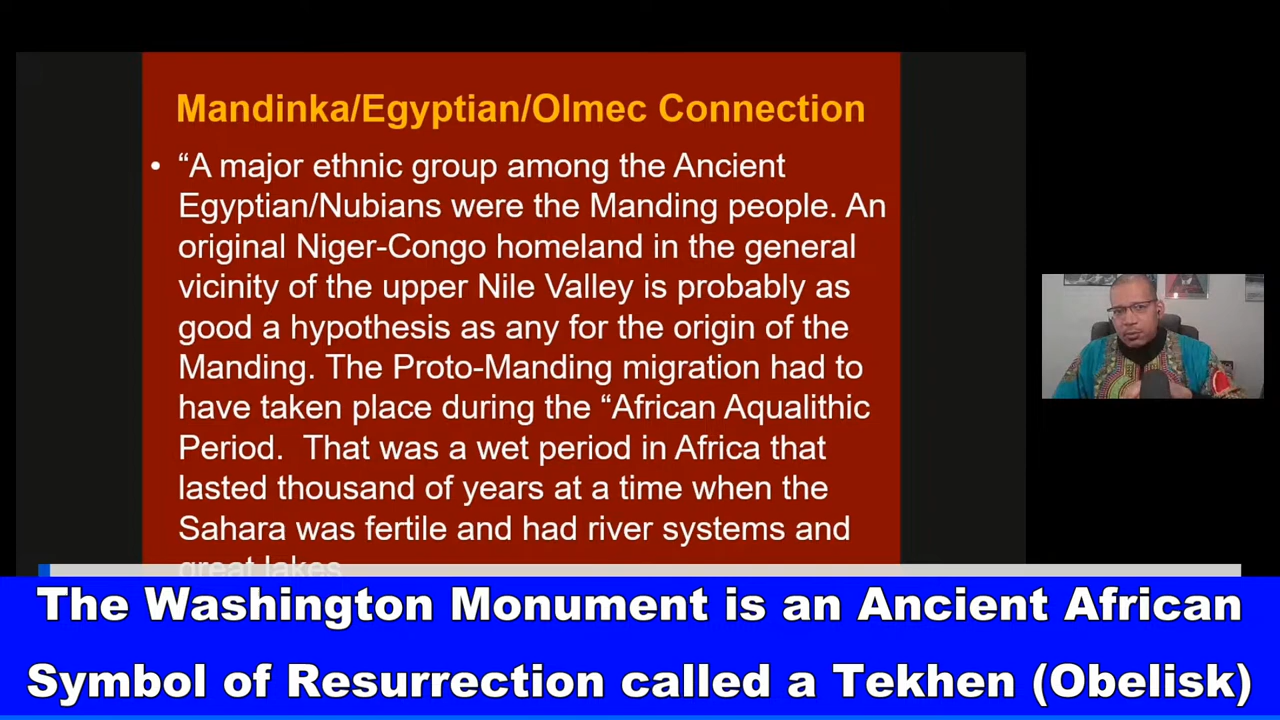 Mandinka/Egyptian/Olmec Connection
• “A major ethnic group among the Ancient
Egyptian/Nubians were the Manding people. An
original Niger-Congo homeland in the general
vicinity of the upper Nile Valley is probably as
good a hypothesis as any for the origin of the
Manding. The Proto-Manding migration had to
have taken place during the “African Aqualithic
Period.  That was a wet period in Africa that
lasted thousand of years at a time when the
Sahara was fertile and had river systems and
great lakes
The Washington Monument is an Ancient African
Symbol of Resurrection called a Tekhen (Obelisk)